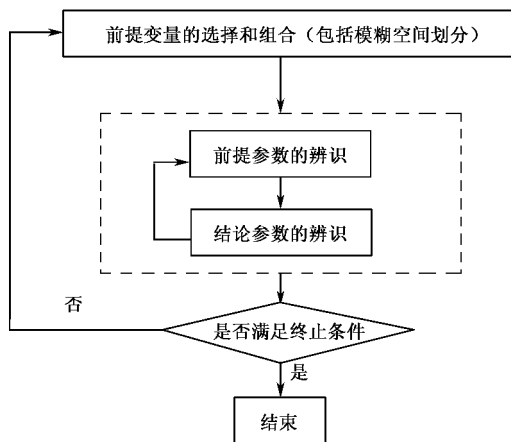 前提变量的选择和组合（包括模糊空间划分）
前提参数的辨识
结论参数的辨识
否
是否满足终止条件
是
结束